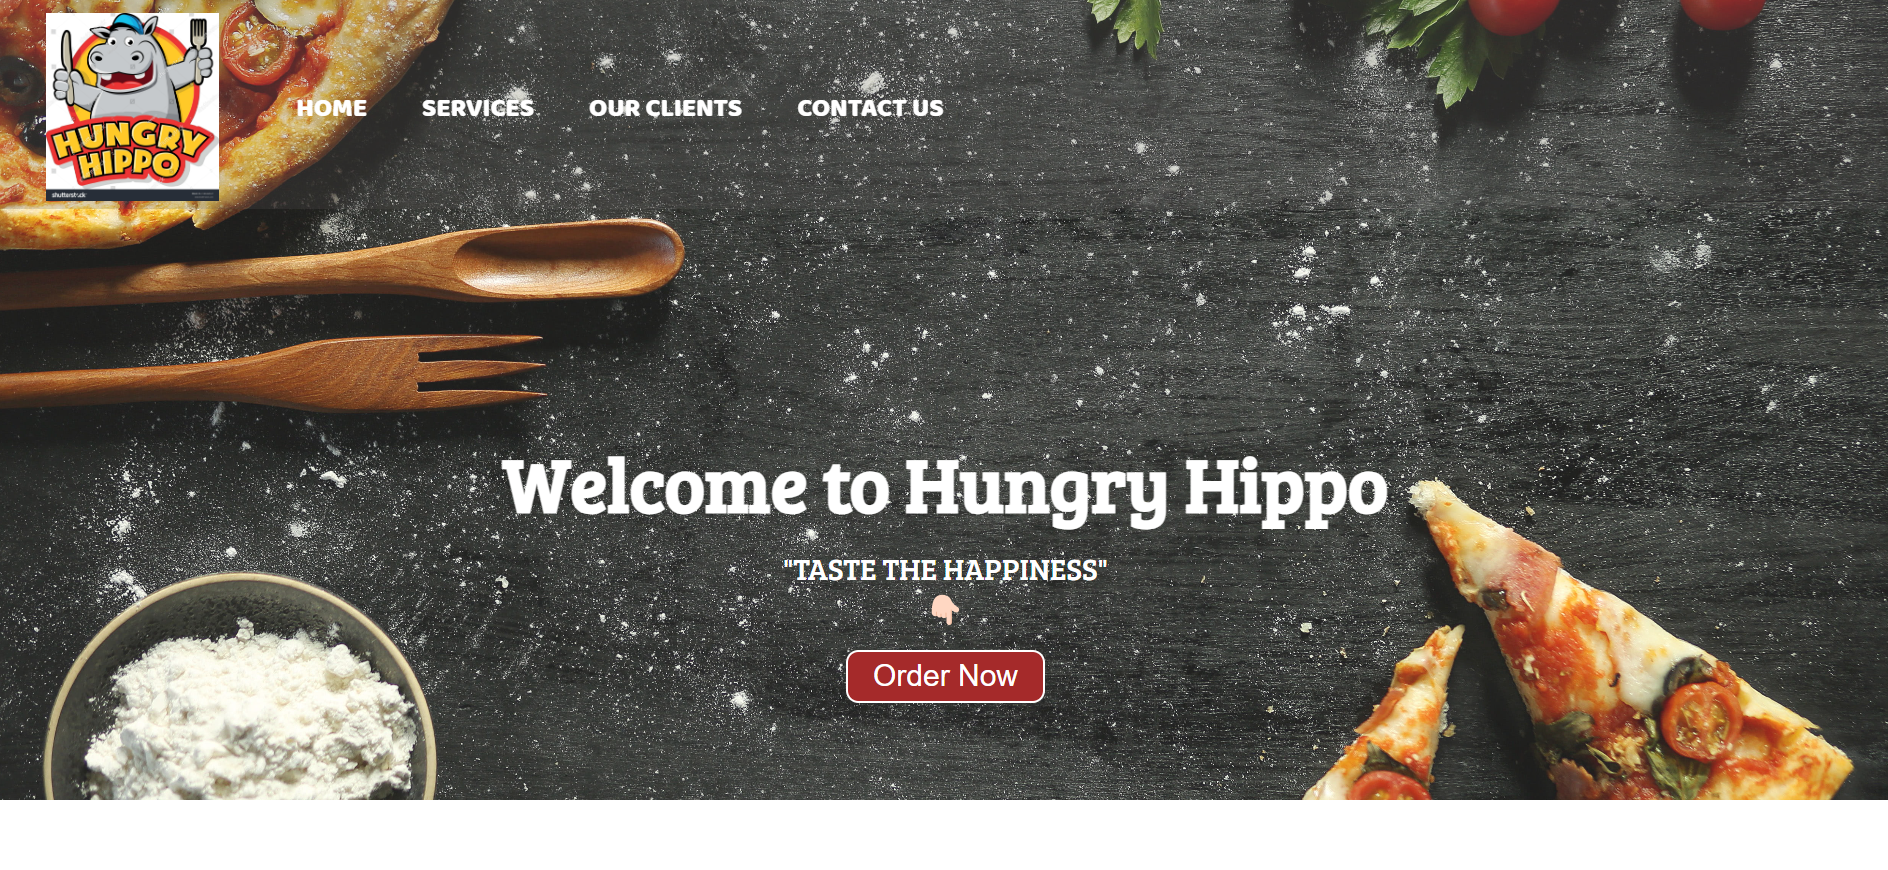 HUNGRY
HIPPO
shutterstock
HOME
SERVICES
OUR CLIENTS
CONTACT US
Welcome to Hungry Hippo
"TASTE THE HAPPINESS"
Order Now